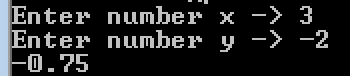 Enter number x -> 3
Enter number y -> -2
-0.75